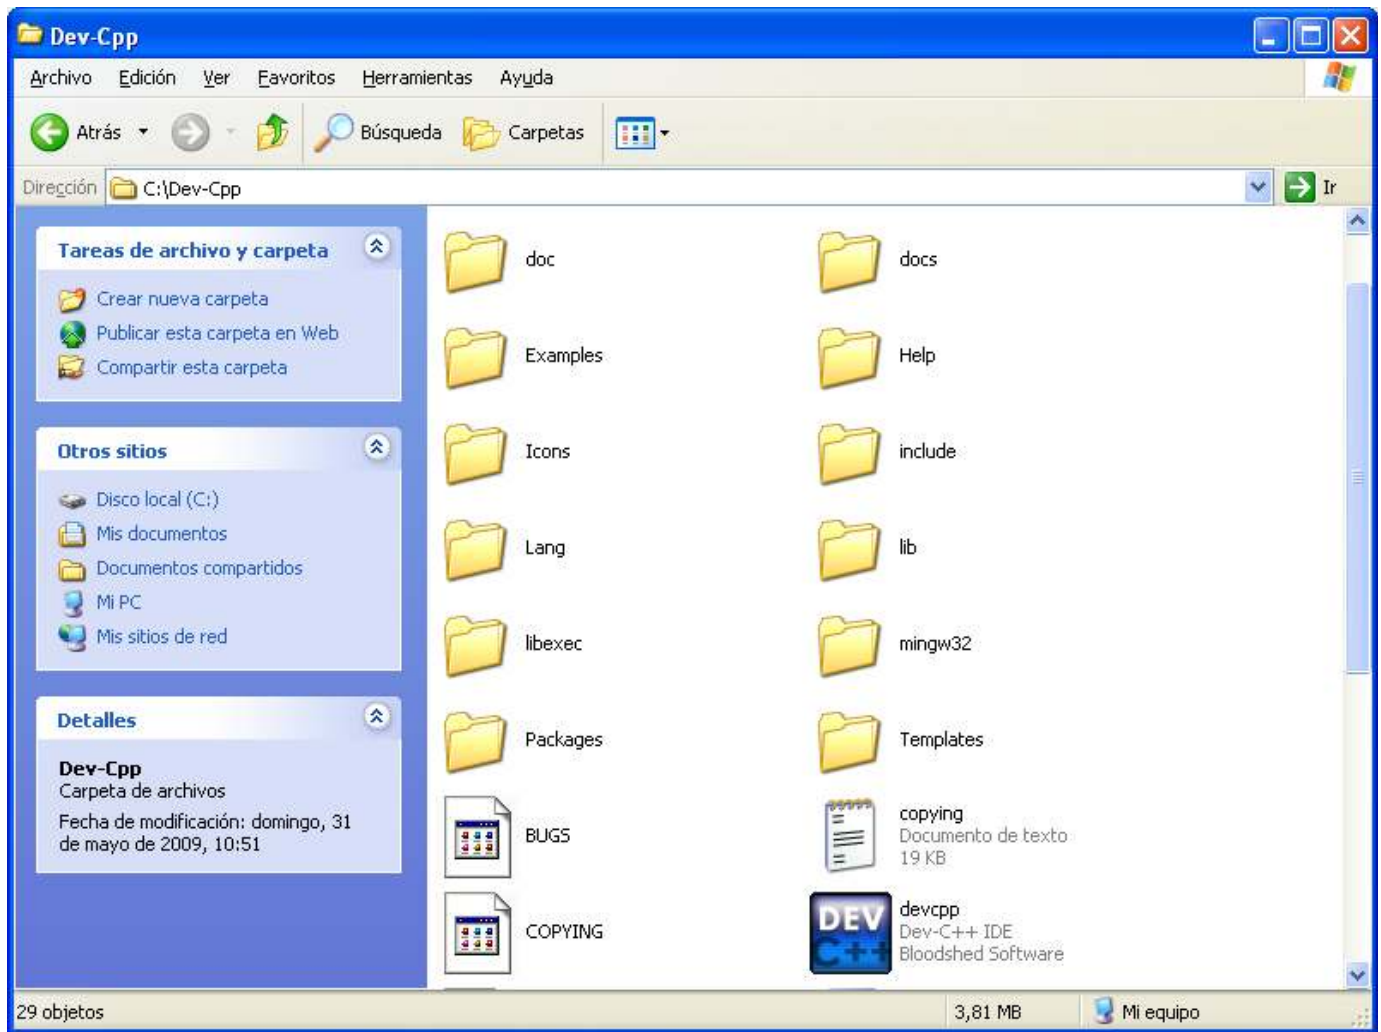 Dev-Cpp
Archivo Edición Ver Favoritos Herramientas Ayuda
Atrás Búsqueda Carpetas
Dirección C:\Dev-Cpp Ir
Tareas de archivo y carpeta
Crear nueva carpeta
Publicar esta carpeta en Web
Compartir esta carpeta
Otros sitios
Disco local (C:)
Mis documentos
Documentos compartidos
Mi PC
Mis sitios de red
Detalles
Dev-Cpp
Carpeta de archivos
Fecha de modificación: domingo, 31
de mayo de 2009, 10:51
doc docs
Examples Help
Icons include
Lang lib
libexec mingw32
Packages Templates
BUGS
copying
Documento de texto
19 KB
COPYING
DEV
C++
devcpp
Dev-C++ IDE
Bloodshed Software
29 objetos 3,81 MB Mi equipo